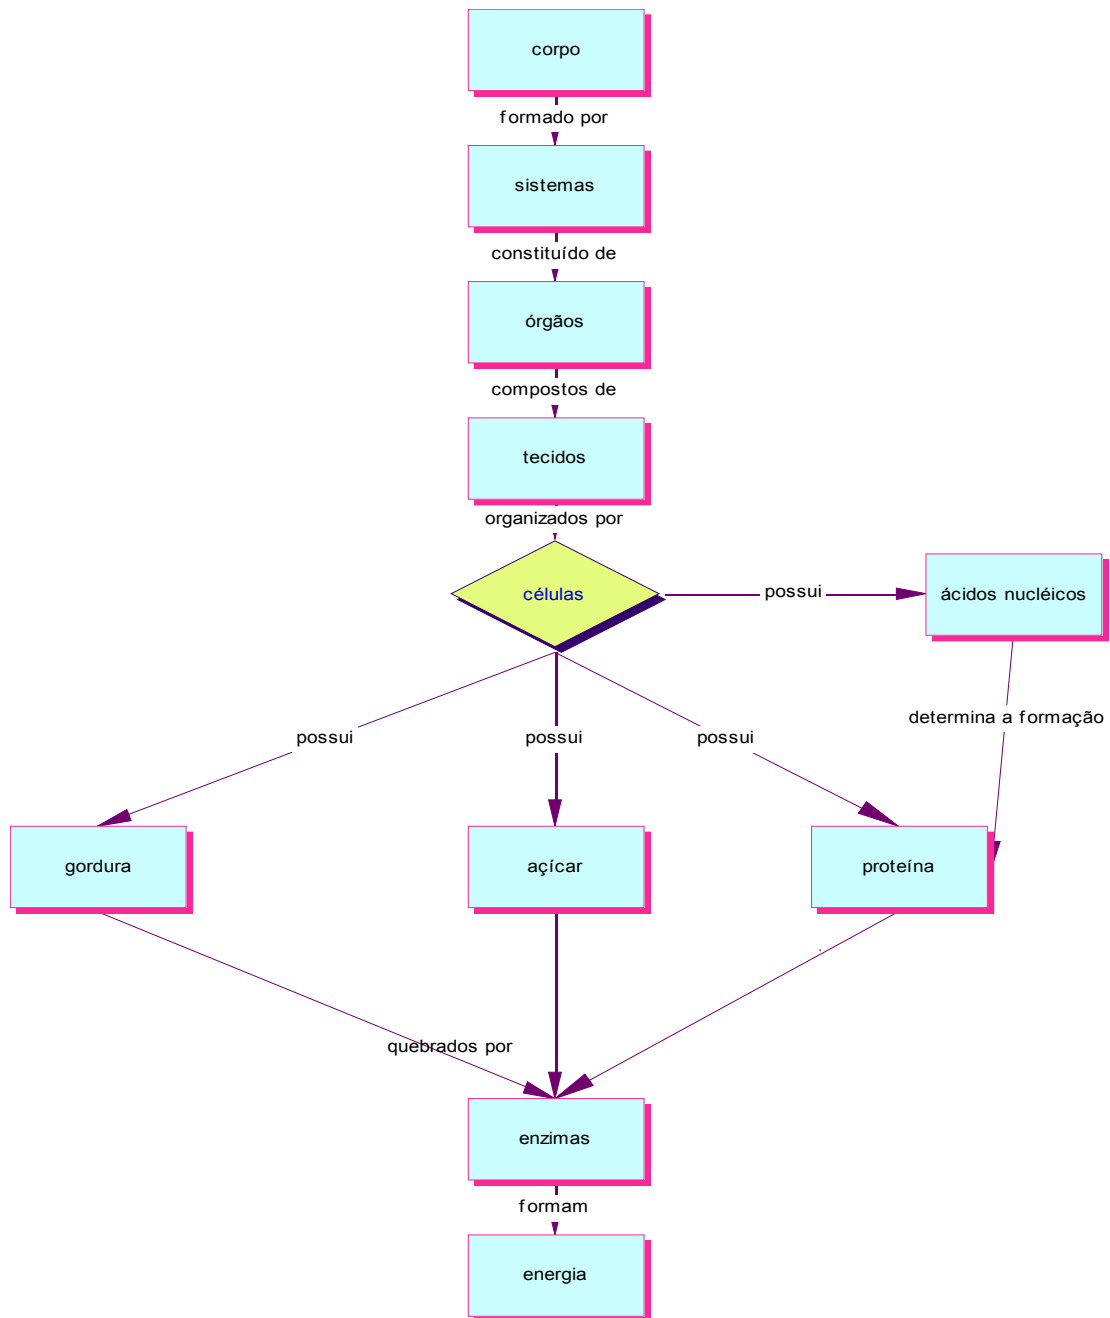 corpo
formado por
sistemas
constituído de
órgãos
compostos de
tecidos
organizados por
células
possui
ácidos nucléicos
determina a formação
possui
possui
possui
gordura
açícar
proteína
quebrados por
enzimas
formam
energia